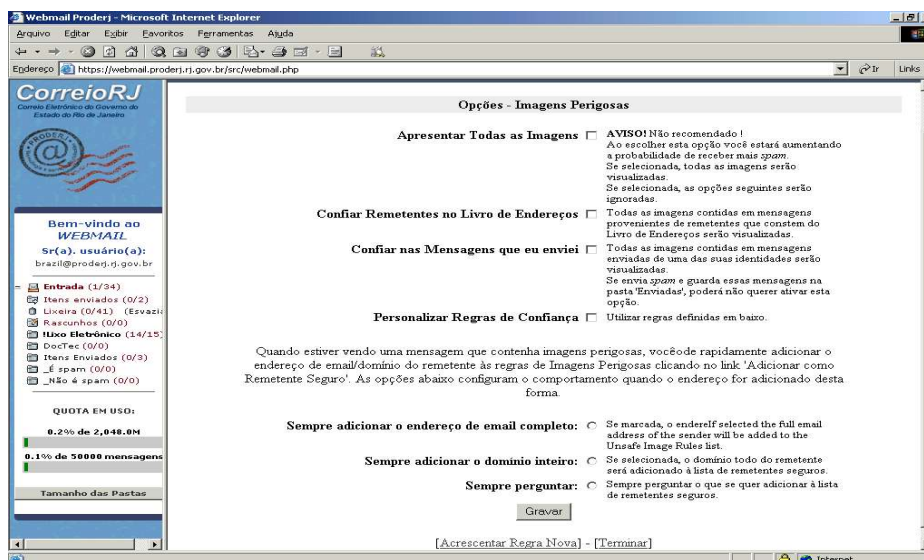 Webmail Proderj - Microsoft Internet Explorer
Arquivo Editar Exibir Favoritos Ferramentas Ajuda
Endereço https://webmail.proderj.rj.gov.br/src/webmail.php Ir Links
CorreioRJ
Correio Eletrônico do Governo do
Estado do Rio de Janeiro
PRODERJ
Bem-vindo ao
WEBMAIL
Sr(a). usuário(a):
brazil@proderj.rj.gov.br
Entrada (1/34)
Itens enviados (0/2)
Lixeira (0/41) (Esvazi
Rascunhos (0/0)
!Lixo Eletrônico (14/15)
DocTec (0/0)
Itens Enviados (0/3)
_É spam (0/0)
_Não é spam (0/0)
QUOTA EM USO:
0.2% de 2,048.0M
0.1% de 50000 mensagens
Tamanho das Pastas
Opções - Imagens Perigosas
Apresentar Todas as Imagens
AVISO! Não recomendado !
Ao escolher esta opção você estará aumentando
a probabilidade de receber mais spam.
Se selecionada, todas as imagens serão
visualizadas.
Se selecionada, as opções seguintes serão
ignoradas.
Confiar Remetentes no Livro de Endereços
Todas as imagens contidas em mensagens
provenientes de remetentes que constem do
Livro de Endereços serão visualizadas.
Confiar nas Mensagens que eu enviei
Todas as imagens contidas em mensagens
enviadas de uma das suas identidades serão
visualizadas.
Se envia spam e guarda essas mensagens na
pasta 'Enviadas', poderá não querer ativar esta
opção.
Personalizar Regras de Confiança
Utilizar regras definidas em baixo.
Quando estiver vendo uma mensagem que contenha imagens perigosas, vocêode rapidamente adicionar o
endereço de email/domínio do remetente às regras de Imagens Perigosas clicando no link 'Adicionar como
Remetente Seguro'. As opções abaixo configuram o comportamento quando o endereço for adicionado desta
forma.
Sempre adicionar o endereço de email completo:
Se marcada, o endereIf selected the full email
address of the sender will be added to the
Unsafe Image Rules list.
Sempre adicionar o domínio inteiro:
Se selecionada, o domínio todo do remetente
será adicionado à lista de remetentes seguros.
Sempre perguntar:
Sempre perguntar o que se quer adicionar à lista
de remetentes seguros.
Gravar
[Acrescentar Regra Nova] - [Terminar]
Internet